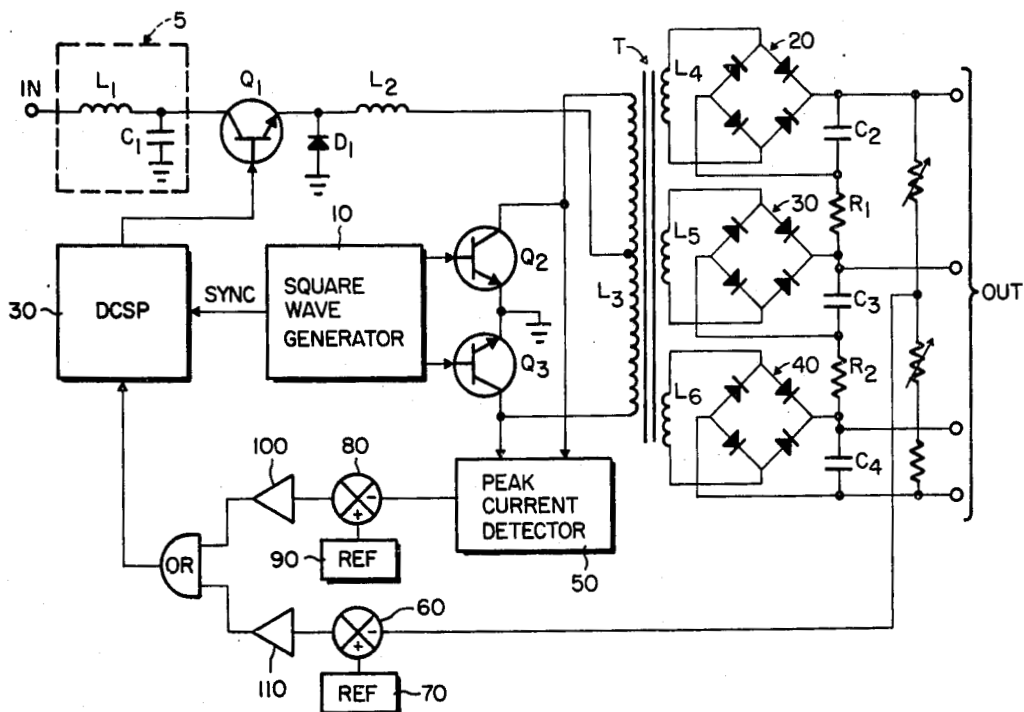 5
IN
L1
C1
Q1
D1
L2
T
L4
20
C2
R1
L3
L5
30
C3
R2
L6
40
C4
OUT
30
DCSP
SYNC
10
SQUARE
WAVE
GENERATOR
Q2
Q3
PEAK
CURRENT
DETECTOR
50
100
80
-
+
90
REF
OR
110
60
-
+
REF
70